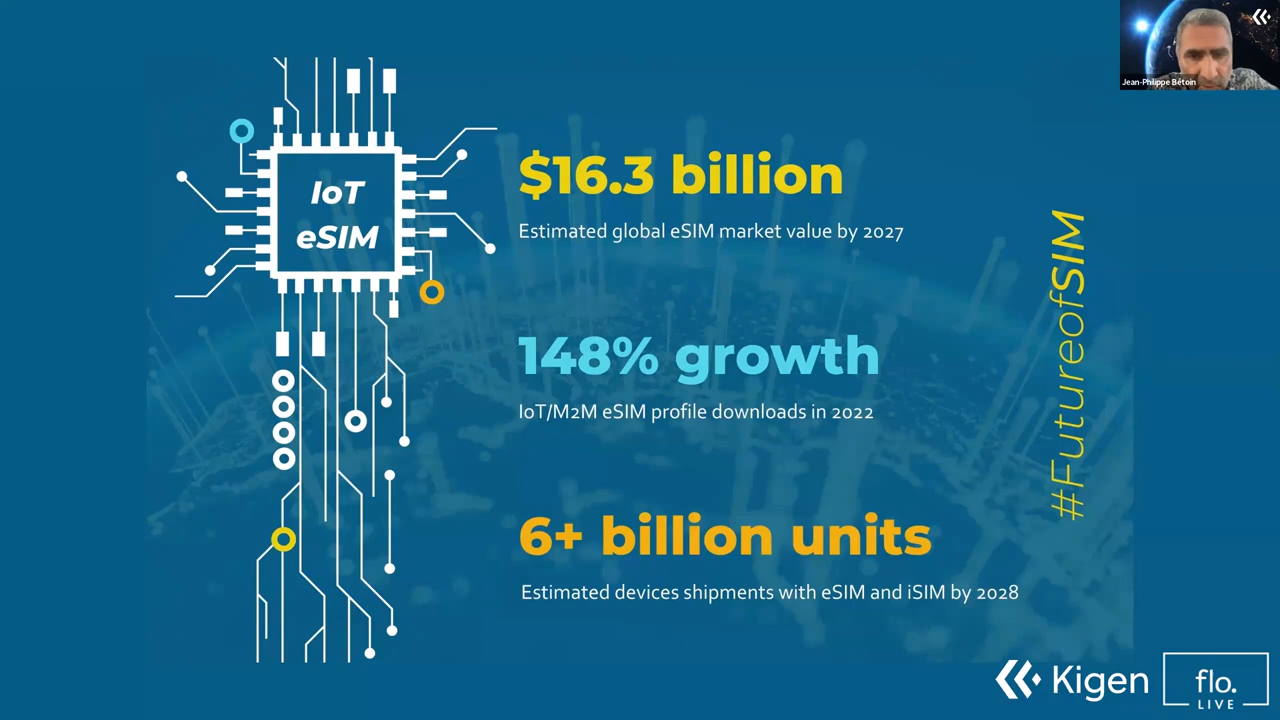 Jean-Philippe Bétoin
IoT
eSIM
$16.3 billion
Estimated global eSIM market value by 2027
148% growth
IoT/M2M eSIM profile downloads in 2022
6+ billion units
Estimated devices shipments with eSIM and iSIM by 2028
#FutureofSIM
Kigen
flo.
LIVE